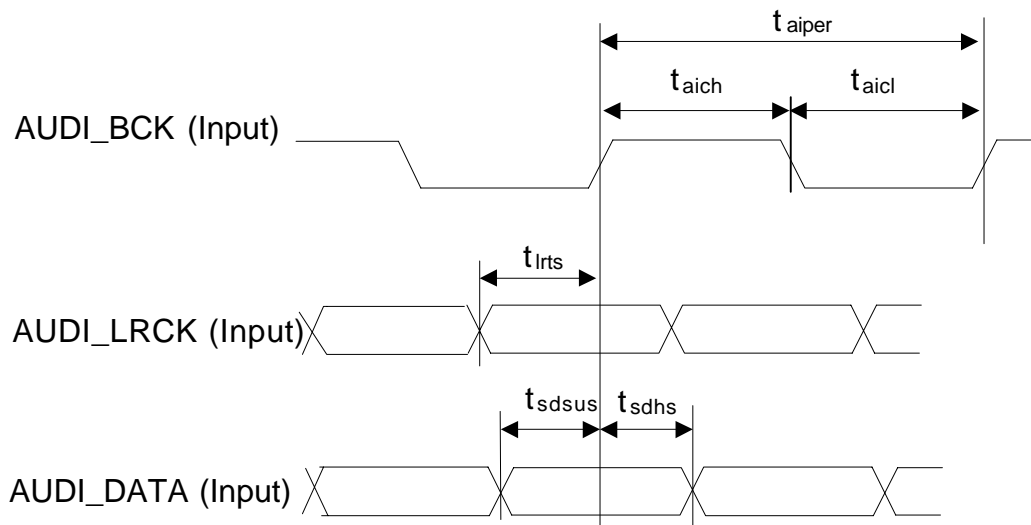 t aiper
t aich t aicl
AUDI_BCK (Input)
t lrts
AUDI_LRCK (Input)
t sdsus t sdhs
AUDI_DATA (Input)